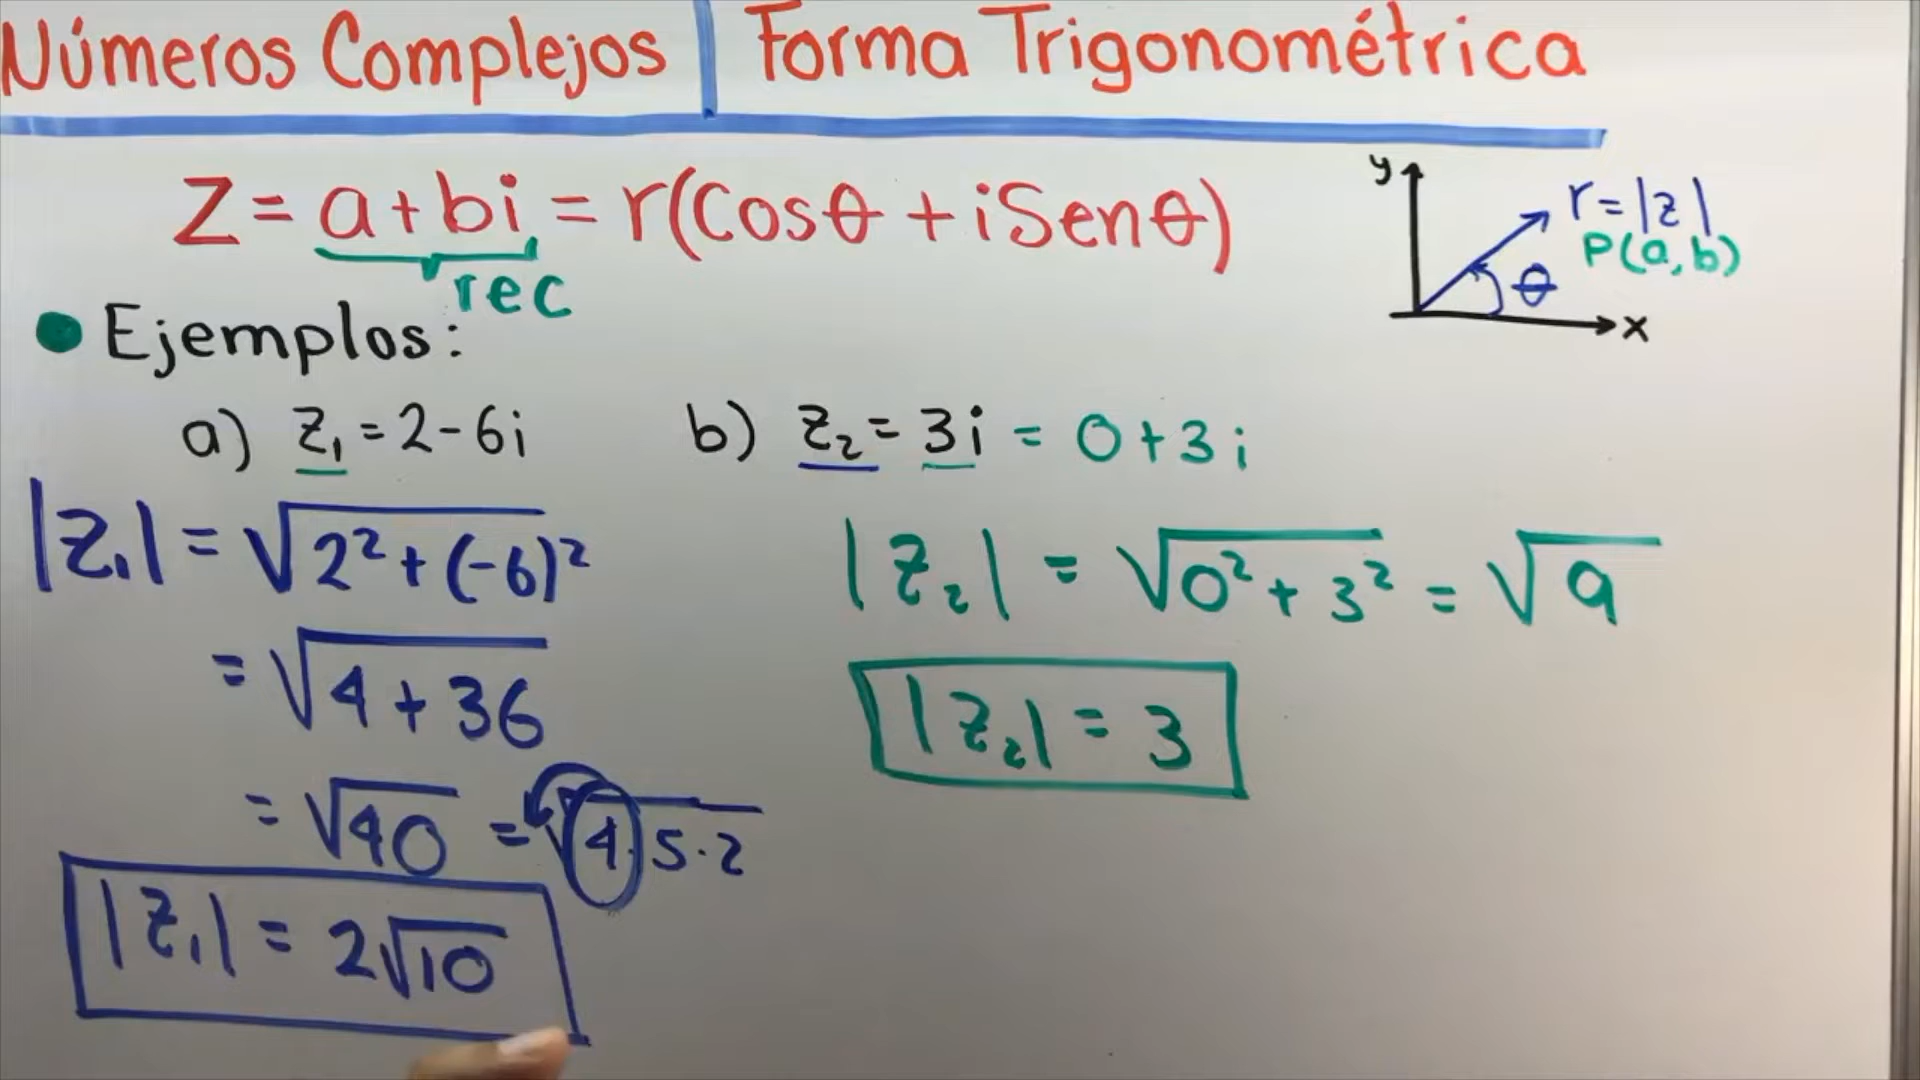 Números Complejos | Forma Trigonométrica
Z = a + bi = r(Cosθ + i Senθ)
rec
y
r = |z|
P(a, b)
θ
x
Ejemplos:
a) z₁ = 2 - 6i
b) z₂ = 3i = 0 + 3i
|z₁| = √2² + (-6)²
= √4 + 36
= √40 = √4 · 5 · 2
|z₁| = 2√10
|z₂| = √0² + 3² = √9
|z₂| = 3